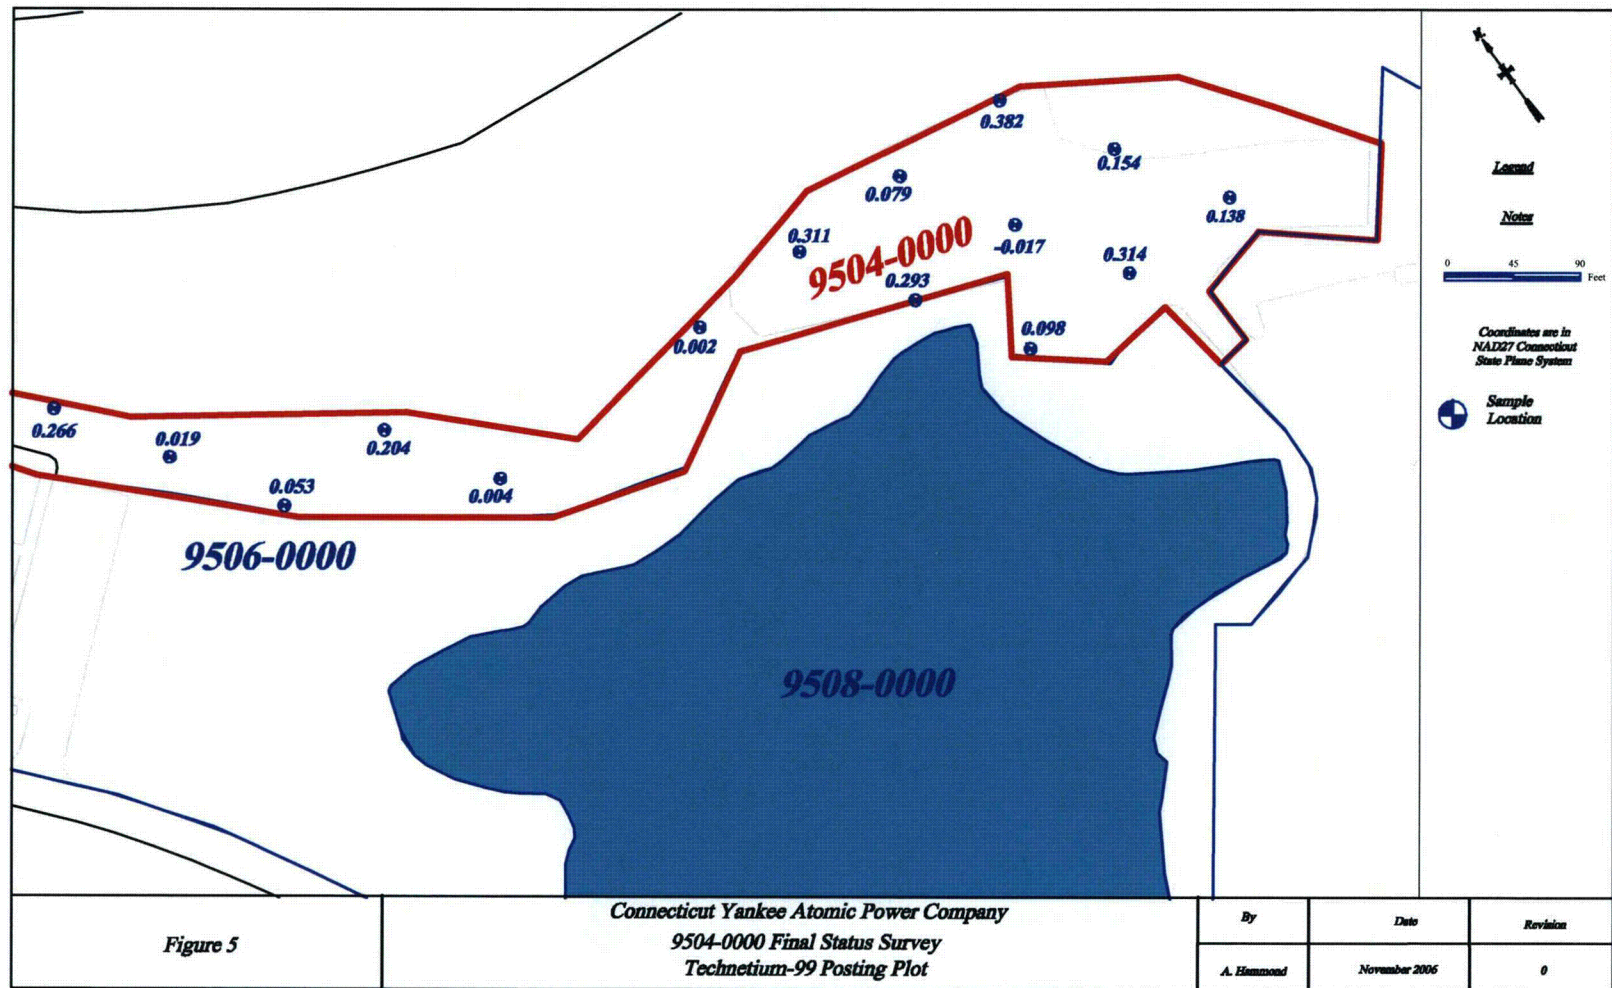 0.382
0.154
0.079
0.138
0.311
-0.017
9504-0000
0.314
0.293
0.002
0.098
0.266
0.019
0.204
0.053
0.004
9506-0000
9508-0000
N
Legend
Notes
0 45 90
Feet
Coordinates are in
NAD27 Connecticut
State Plane System
Sample
Location
Figure 5
Connecticut Yankee Atomic Power Company
9504-0000 Final Status Survey
Technetium-99 Posting Plot
By
Date
Revision
A. Hammond
November 2006
0